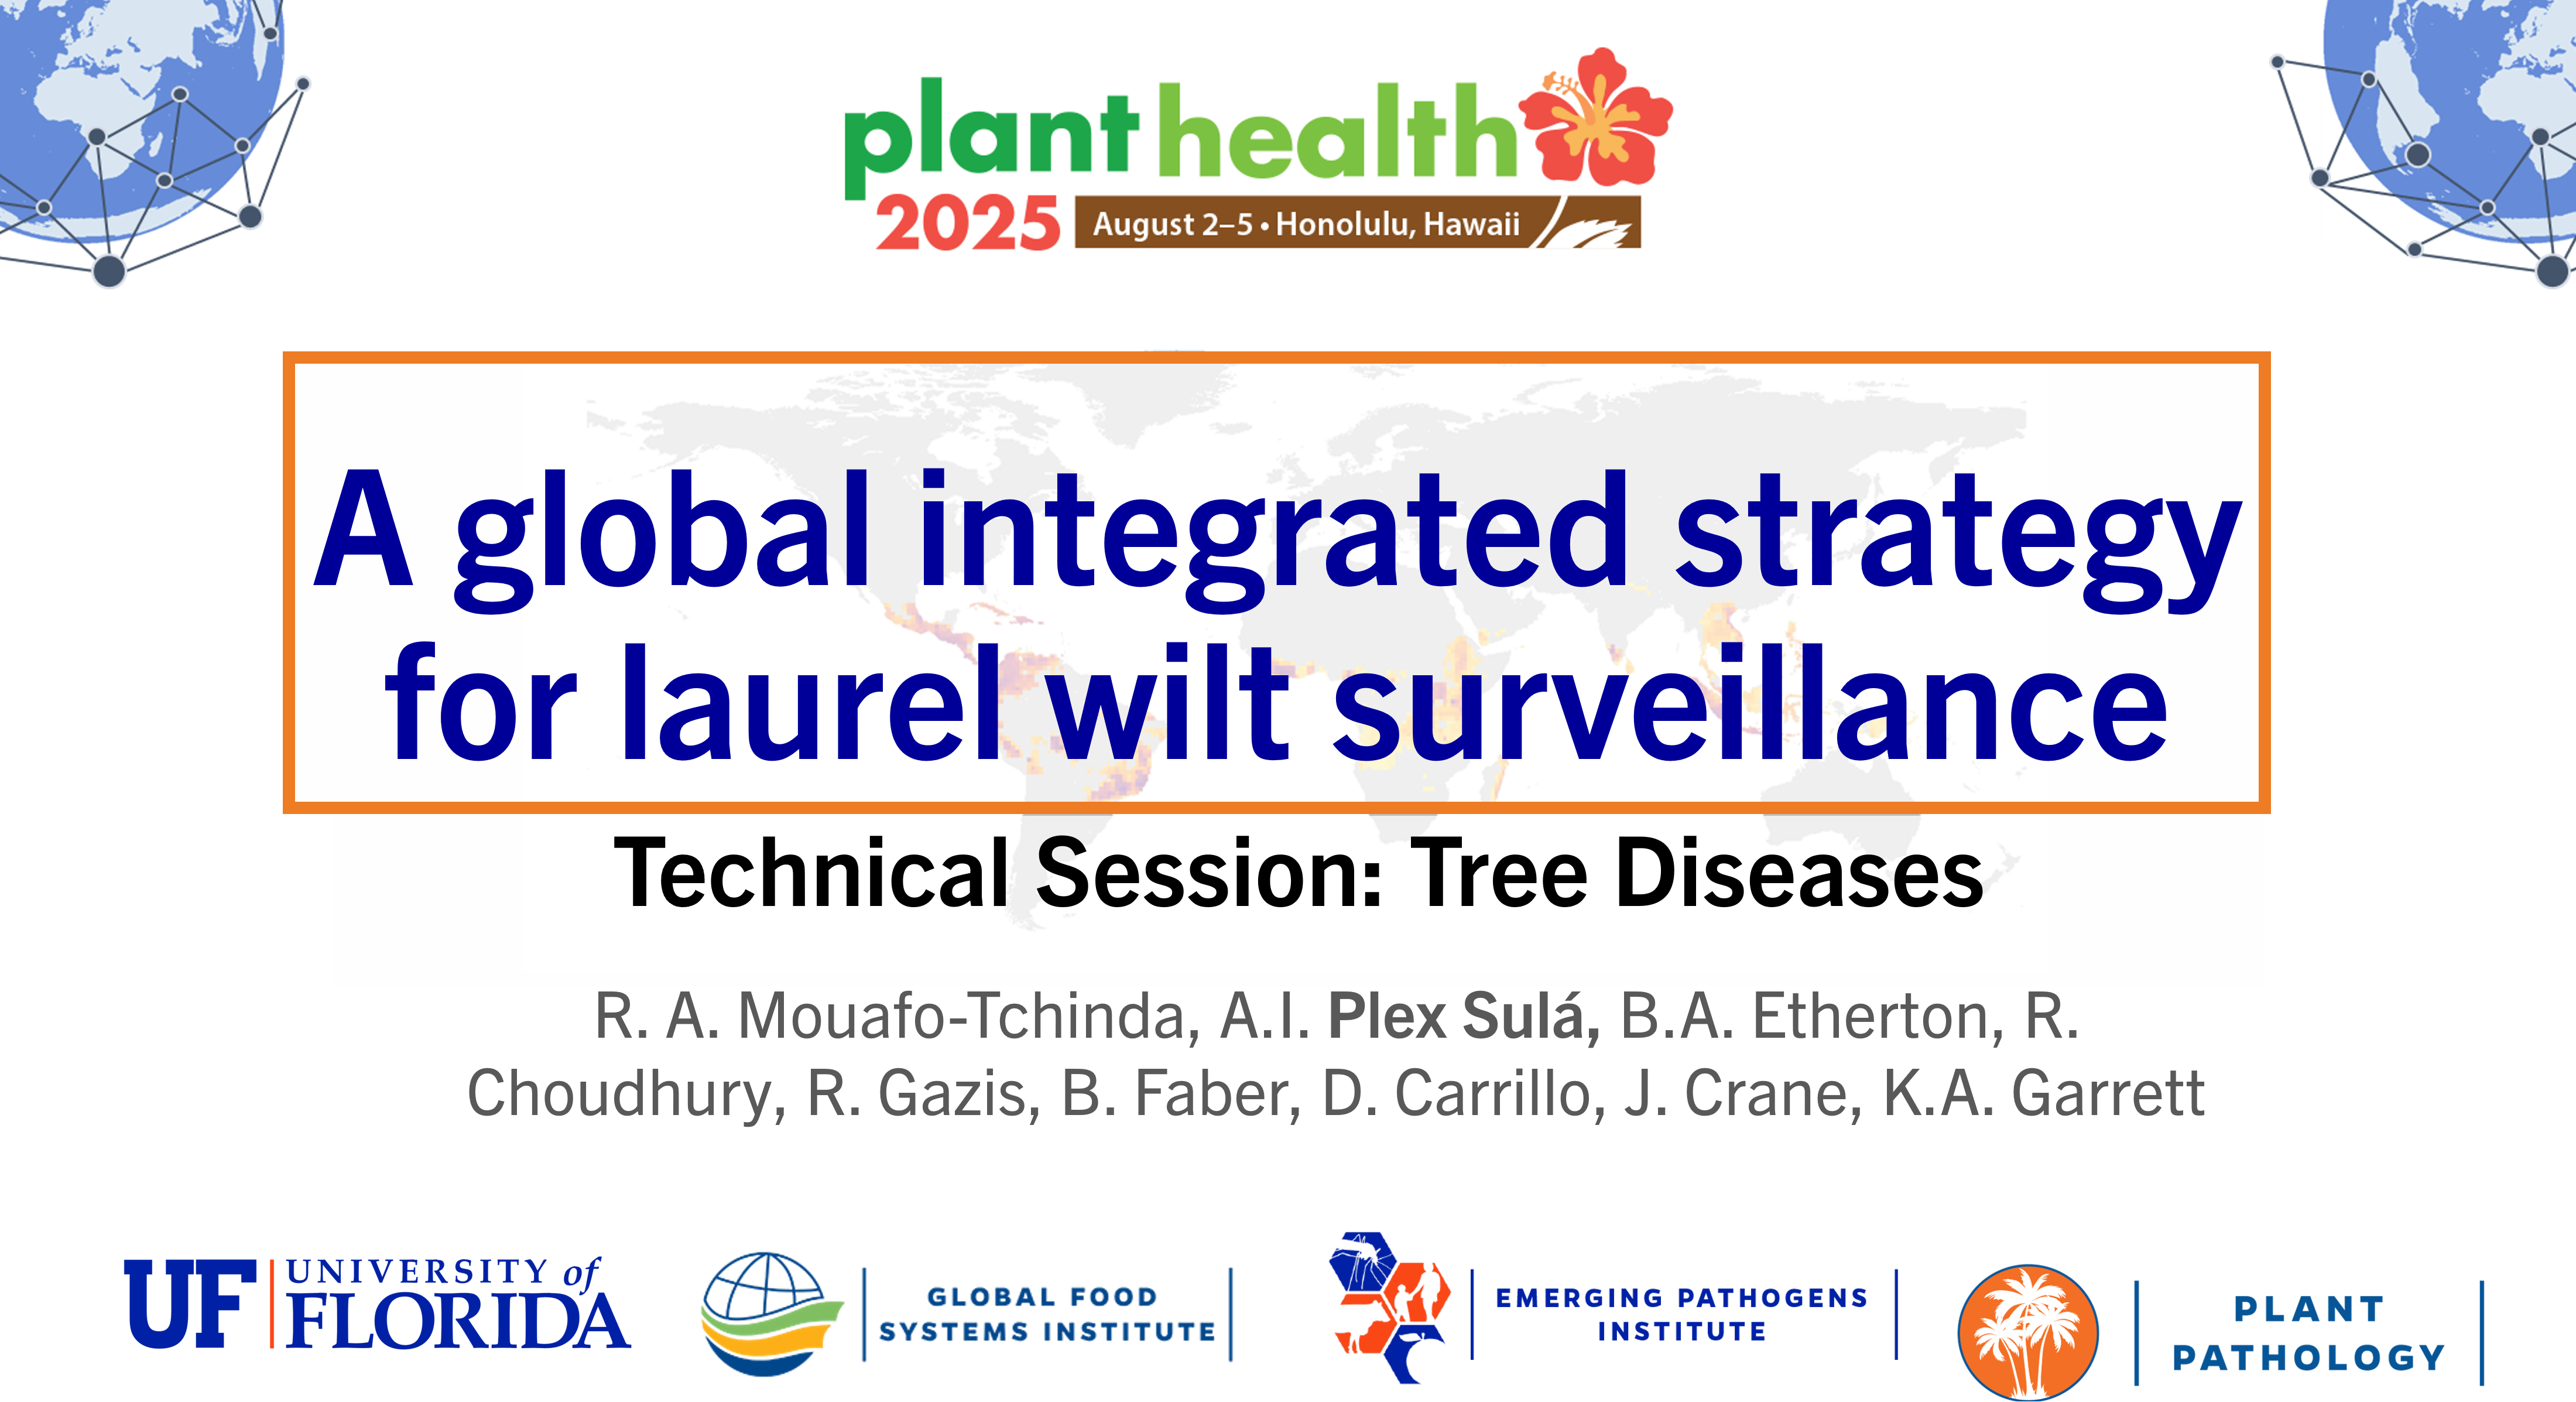 plant health
2025 August 2–5 • Honolulu, Hawaii
A global integrated strategy
for laurel wilt surveillance
Technical Session: Tree Diseases
R. A. Mouafo-Tchinda, A.I. Plex Sulá, B.A. Etherton, R.
Choudhury, R. Gazis, B. Faber, D. Carrillo, J. Crane, K.A. Garrett
UF UNIVERSITY of
FLORIDA
GLOBAL FOOD
SYSTEMS INSTITUTE
EMERGING PATHOGENS
INSTITUTE
PLANT
PATHOLOGY